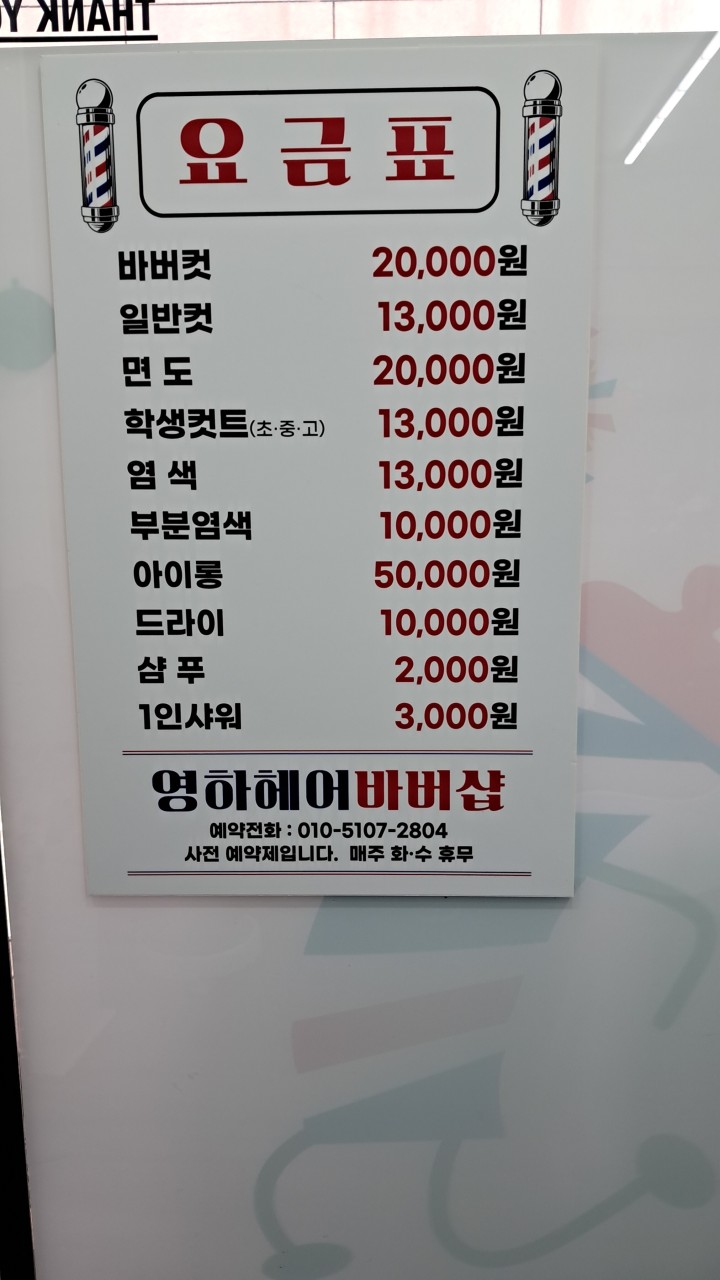 THANK YO
요금표
바버컷 20,000원
일반컷 13,000원
면 도 20,000원
학생컷트(초·중·고) 13,000원
염 색 13,000원
부분염색 10,000원
아이롱 50,000원
드라이 10,000원
샴 푸 2,000원
1인샤워 3,000원
영하헤어바버샵
예약전화 : 010-5107-2804
사전 예약제입니다. 매주 화·수 휴무